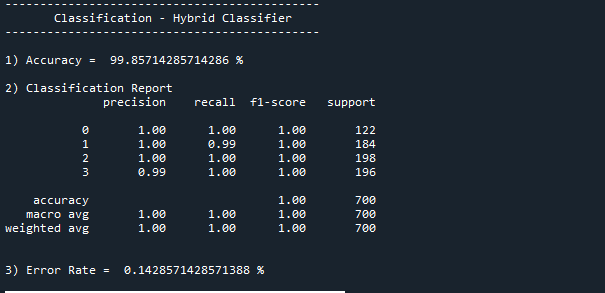 ---------------------------------------------
Classification - Hybrid Classifier
---------------------------------------------
1) Accuracy =  99.85714285714286 %
2) Classification Report
precision    recall  f1-score   support
0       1.00      1.00      1.00       122
1       1.00      0.99      1.00       184
2       1.00      1.00      1.00       198
3       0.99      1.00      1.00       196
accuracy                           1.00       700
macro avg       1.00      1.00      1.00       700
weighted avg       1.00      1.00      1.00       700
3) Error Rate =  0.1428571428571388 %